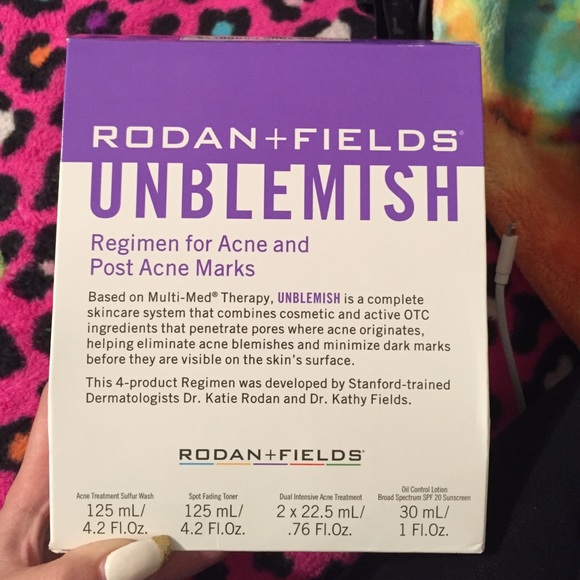 RODAN+FIELDS®
UNBLEMISH
Regimen for Acne and
Post Acne Marks
Based on Multi-Med® Therapy, UNBLEMISH is a complete
skincare system that combines cosmetic and active OTC
ingredients that penetrate pores where acne originates,
helping eliminate acne blemishes and minimize dark marks
before they are visible on the skin's surface.
This 4-product Regimen was developed by Stanford-trained
Dermatologists Dr. Katie Rodan and Dr. Kathy Fields.
RODAN+FIELDS®
Acne Treatment Sulfur Wash
125 mL/
4.2 Fl.Oz.
Spot Fading Toner
125 mL/
4.2 Fl.Oz.
Dual Intensive Acne Treatment
2 x 22.5 mL/
.76 Fl.Oz.
Oil Control Lotion
Broad Spectrum SPF 20 Sunscreen
30 mL/
1 Fl.Oz.